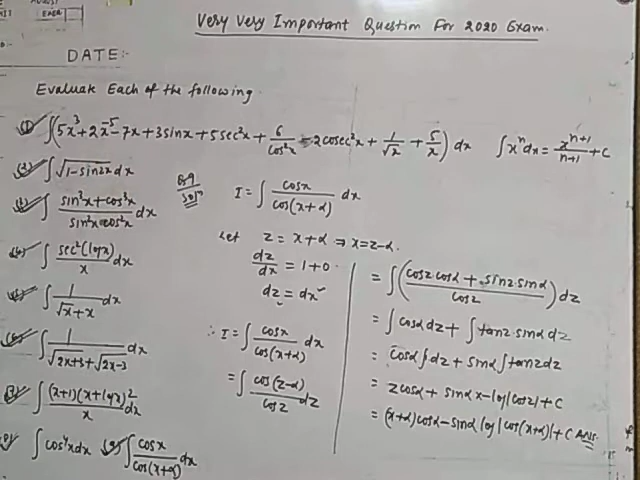 EACH
Very Very Important Question For 2020 Exam.
DATE:-
Evaluate Each of the following
(1) ∫(5x³+2x⁻⁵-7x+3sinx+5sec²x+6/cos²x-2cosec²x+1/√x+5/x)dx ∫xⁿdx=xⁿ⁺¹/n+1+C
(2) ∫√1-sin2x dx
(3) ∫ sin³x+cos³x/sin²x cos²x dx
(4) ∫ sec²(logx)/x dx
(5) ∫ 1/√x+x dx
(6) ∫ 1/√2x+3+√2x-3 dx
(7) ∫ (x+1)(x+logx)²/x dx
∫cos⁴x dx (9) ∫ cosx/cos(x+α) dx
Q9
Solⁿ
I=∫ cosx/cos(x+α) dx
Let z=x+α ⇒ x=z-α.
dz/dx=1+0
dz=dx
∴ I=∫ cosx/cos(x+α) dx
=∫ cos(z-α)/cosz dz
=∫(cosz cosα+sinz.sinα/cosz)dz
=∫cosα dz+∫tanz.sinα dz
=cosα∫dz+sinα∫tanz dz
=zcosα+sinα x-log|cosz|+C
=(x+α)cosα-sinα log|cos(x+α)|+C Ans.